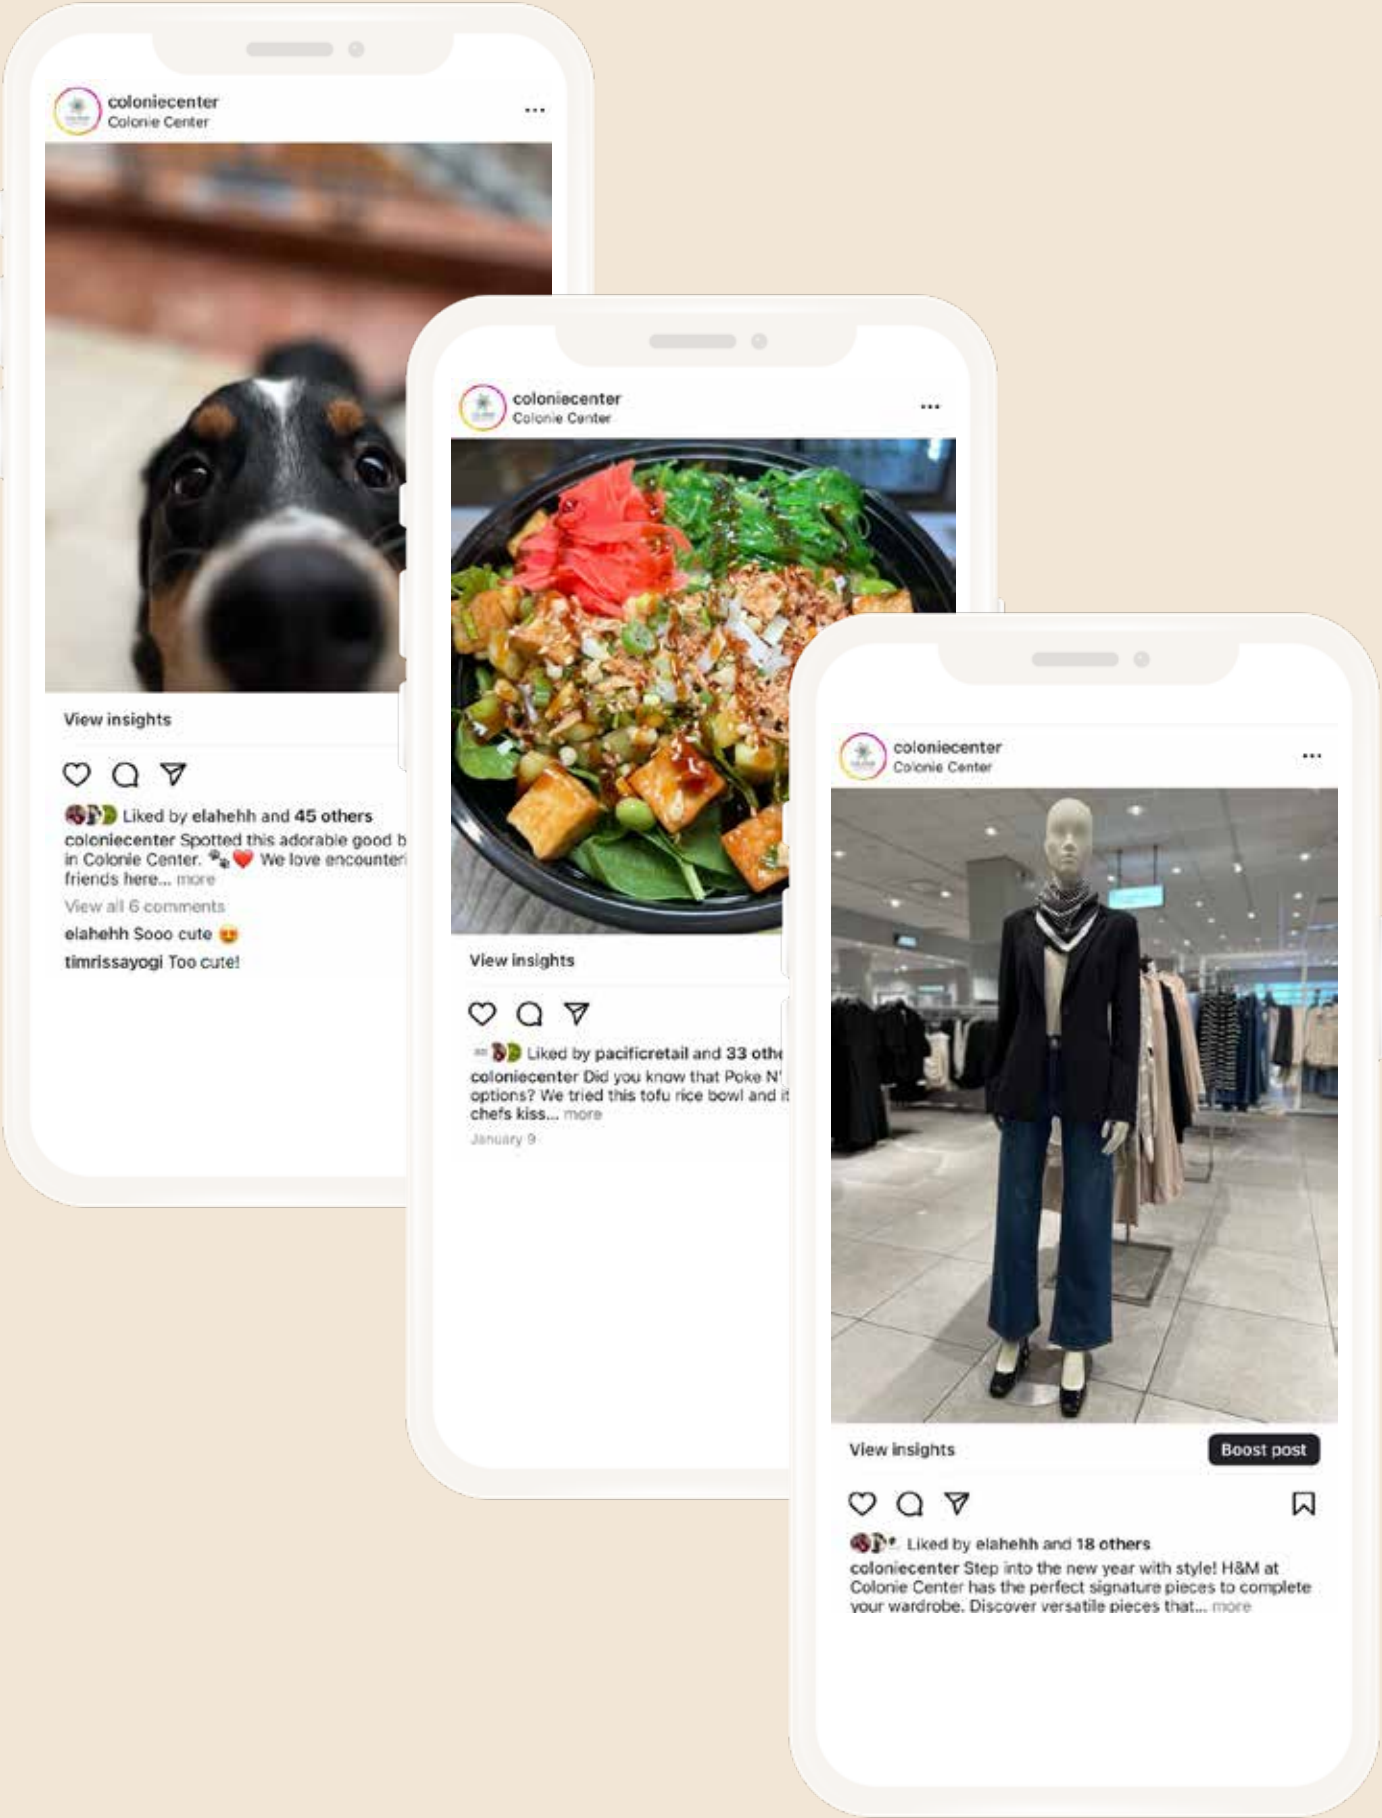 coloniecenter
Colonie Center
View insights
Liked by elahehh and 45 others
coloniecenter Spotted this adorable good b
in Colonie Center. 🐾❤️ We love encounteri
friends here... more
View all 6 comments
elahehh Sooo cute 😍
timrissayogi Too cute!
coloniecenter
Colonie Center
View insights
Liked by pacificretail and 33 othe
coloniecenter Did you know that Poke N'
options? We tried this tofu rice bowl and it
chefs kiss... more
January 9
coloniecenter
Colonie Center
View insights
Boost post
Liked by elahehh and 18 others
coloniecenter Step into the new year with style! H&M at
Colonie Center has the perfect signature pieces to complete
your wardrobe. Discover versatile pieces that... more